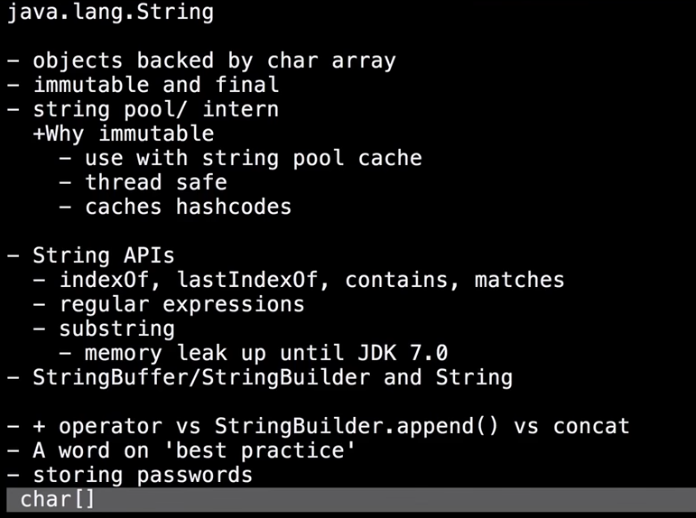 java.lang.String
- objects backed by char array
- immutable and final
- string pool/ intern
+Why immutable
- use with string pool cache
- thread safe
- caches hashcodes
- String APIs
- indexOf, lastIndexOf, contains, matches
- regular expressions
- substring
- memory leak up until JDK 7.0
- StringBuffer/StringBuilder and String
- + operator vs StringBuilder.append() vs concat
- A word on 'best practice'
- storing passwords
char[]